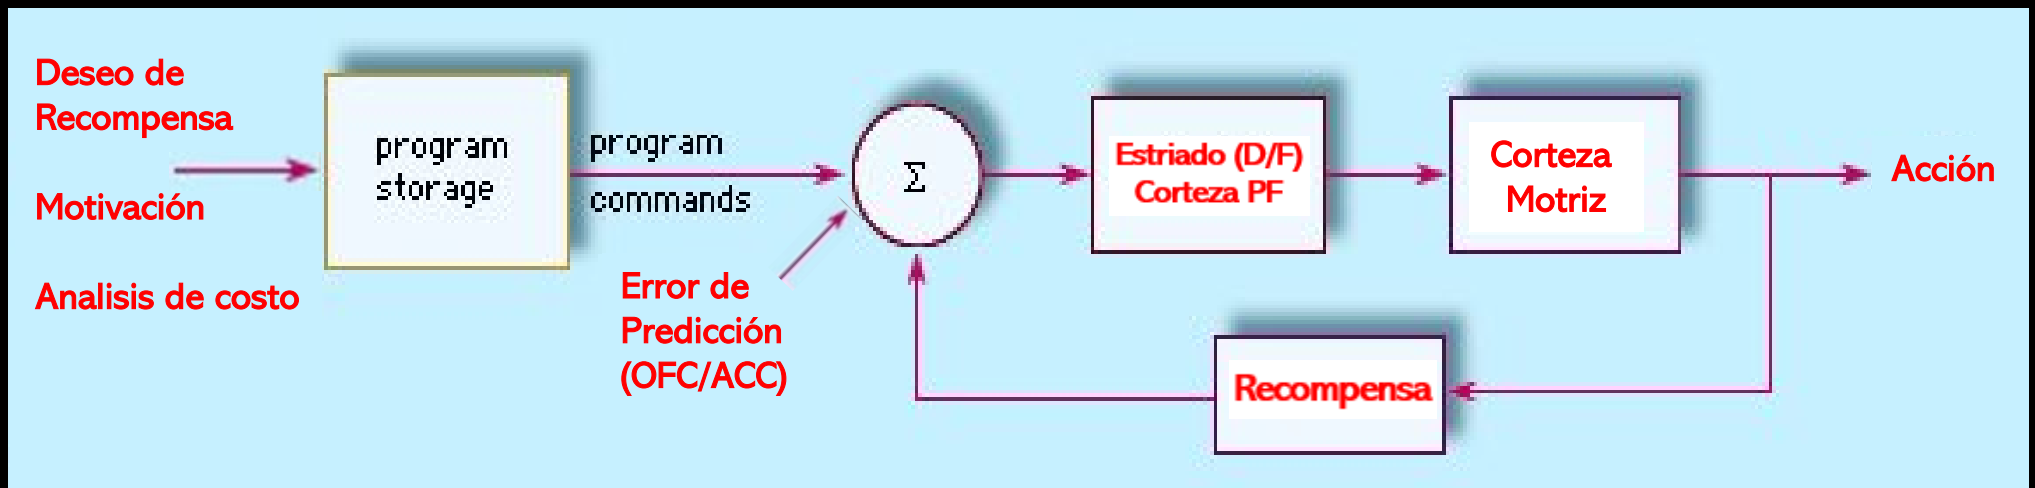 Deseo de
Recompensa
Motivación
Analisis de costo
program
storage
program
commands
Error de
Predicción
(OFC/ACC)
Σ
Estriado (D/F)
Corteza PF
Corteza
Motriz
Acción
Recompensa